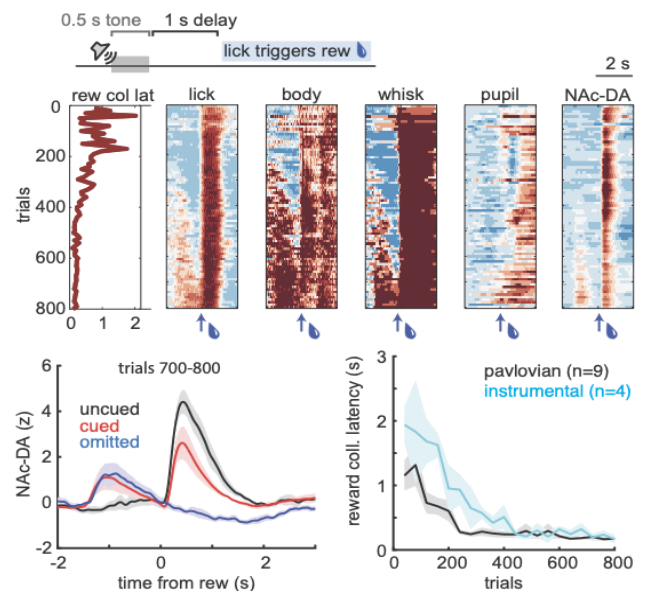 0.5 s tone
1 s delay
lick triggers rew
2 s
rew col lat
lick
body
whisk
pupil
NAc-DA
0
200
400
600
800
trials
0 1 2
trials 700-800
uncued
cued
omitted
6
4
2
0
-2
NAc-DA (z)
-2 0 2
time from rew (s)
pavlovian (n=9)
instrumental (n=4)
3
2
1
0
reward coll. latency (s)
0 200 400 600 800
trials